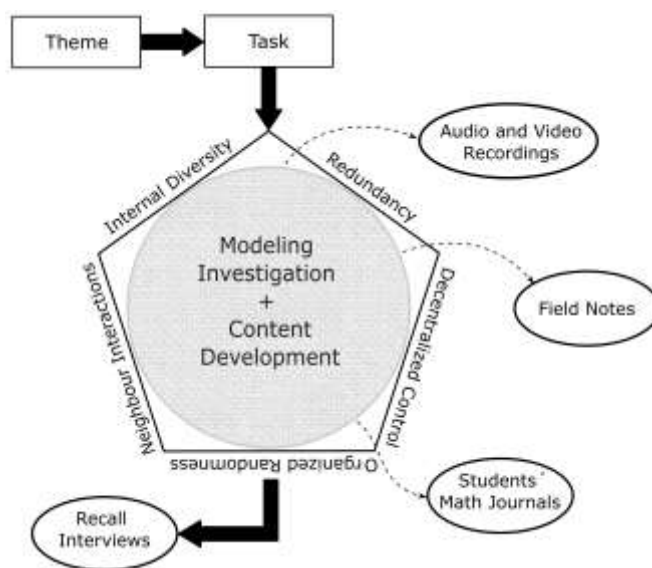 Theme
Task
Audio and Video
Recordings
Internal Diversity
Redundancy
Modeling
Investigation
+
Content
Development
Field Notes
Neighbour Interactions
Decentralized Control
Organized Randomness
Students'
Math Journals
Recall
Interviews